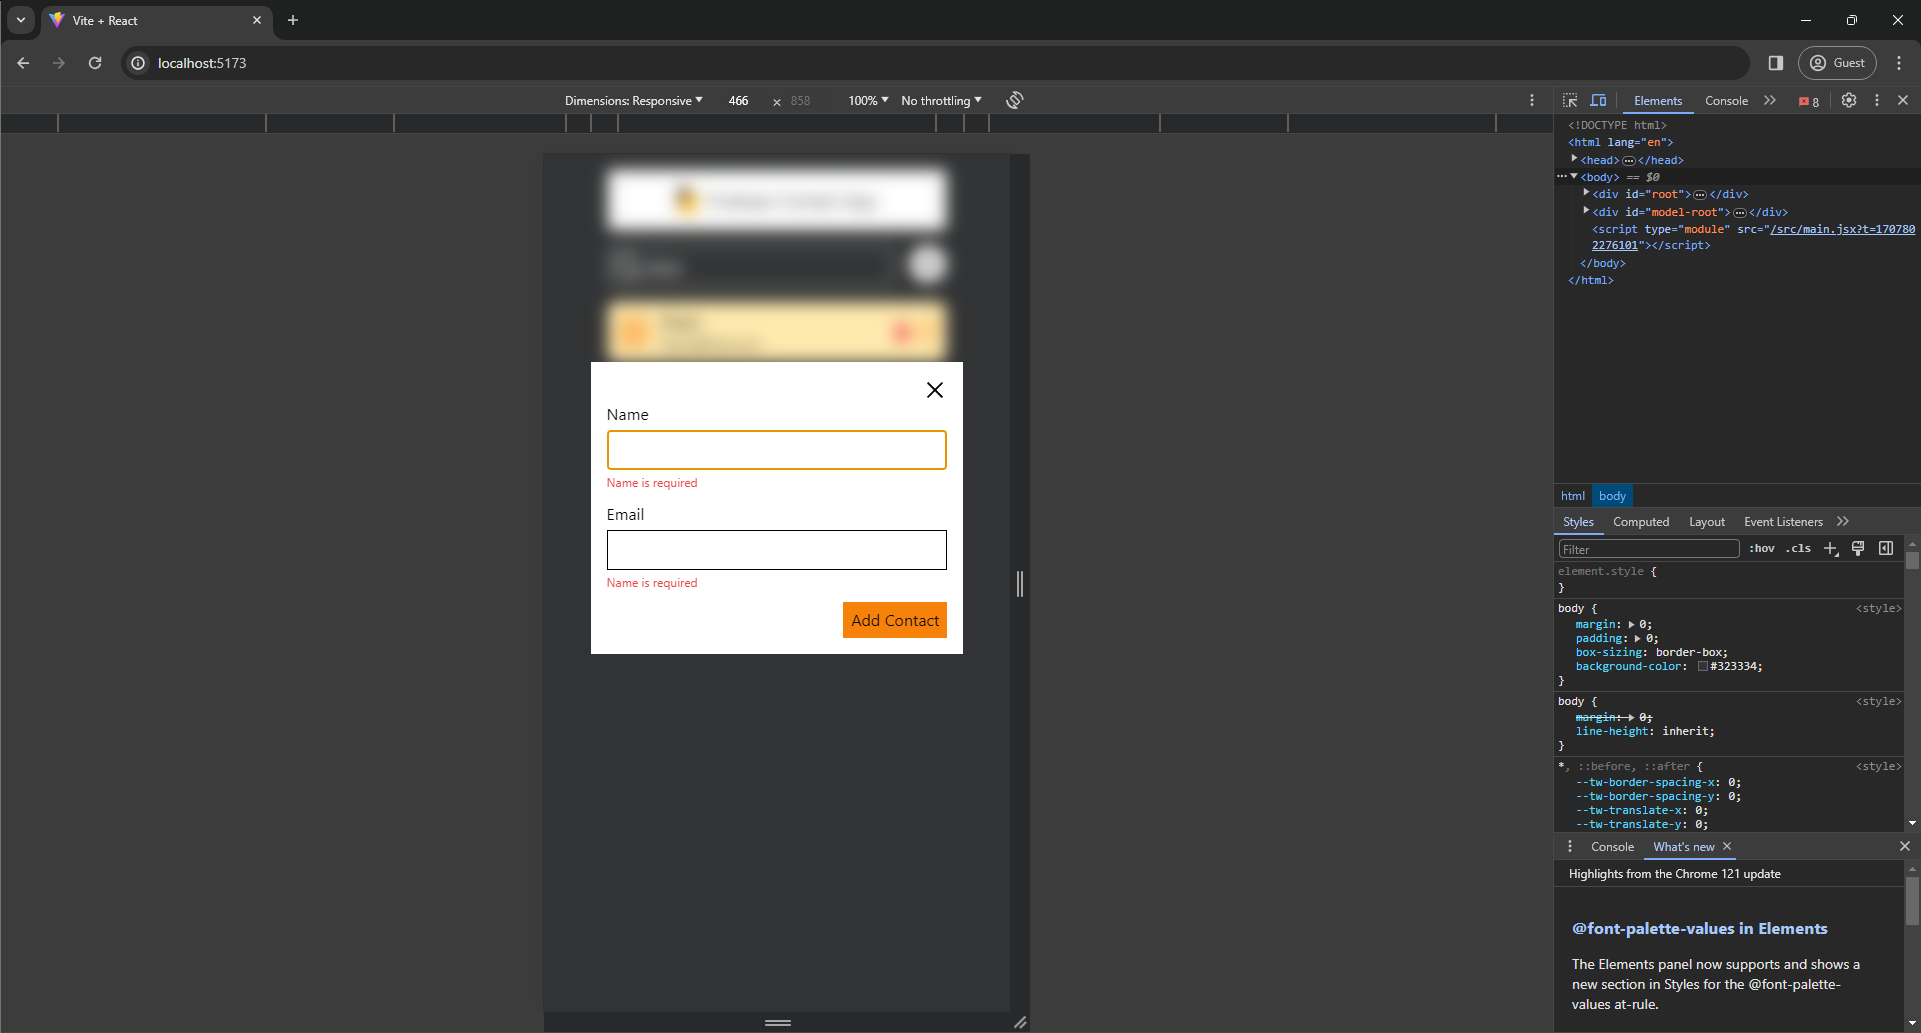 Vite + React
localhost:5173
Guest
Dimensions: Responsive 466 × 858 100% No throttling
Elements Console 8
<!DOCTYPE html>
<html lang="en">
<head> </head>
<body> == $0
<div id="root"> </div>
<div id="model-root"> </div>
<script type="module" src="/src/main.jsx?t=170780
2276101"></script>
</body>
</html>
Name
Name is required
Email
Name is required
Add Contact
html body
Styles Computed Layout Event Listeners
Filter :hov .cls
element.style {
}
body { <style>
margin: 0;
padding: 0;
box-sizing: border-box;
background-color: #323334;
}
body { <style>
margin: 0;
line-height: inherit;
}
*, ::before, ::after { <style>
--tw-border-spacing-x: 0;
--tw-border-spacing-y: 0;
--tw-translate-x: 0;
--tw-translate-y: 0;
Console What's new
Highlights from the Chrome 121 update
@font-palette-values in Elements
The Elements panel now supports and shows a
new section in Styles for the @font-palette-
values at-rule.